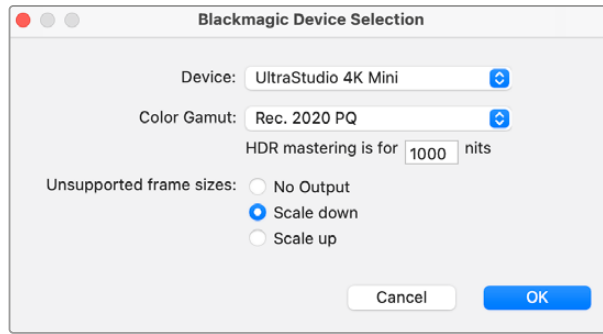 Blackmagic Device Selection
Device: UltraStudio 4K Mini
Color Gamut: Rec. 2020 PQ
HDR mastering is for 1000 nits
Unsupported frame sizes: No Output
Scale down
Scale up
Cancel OK